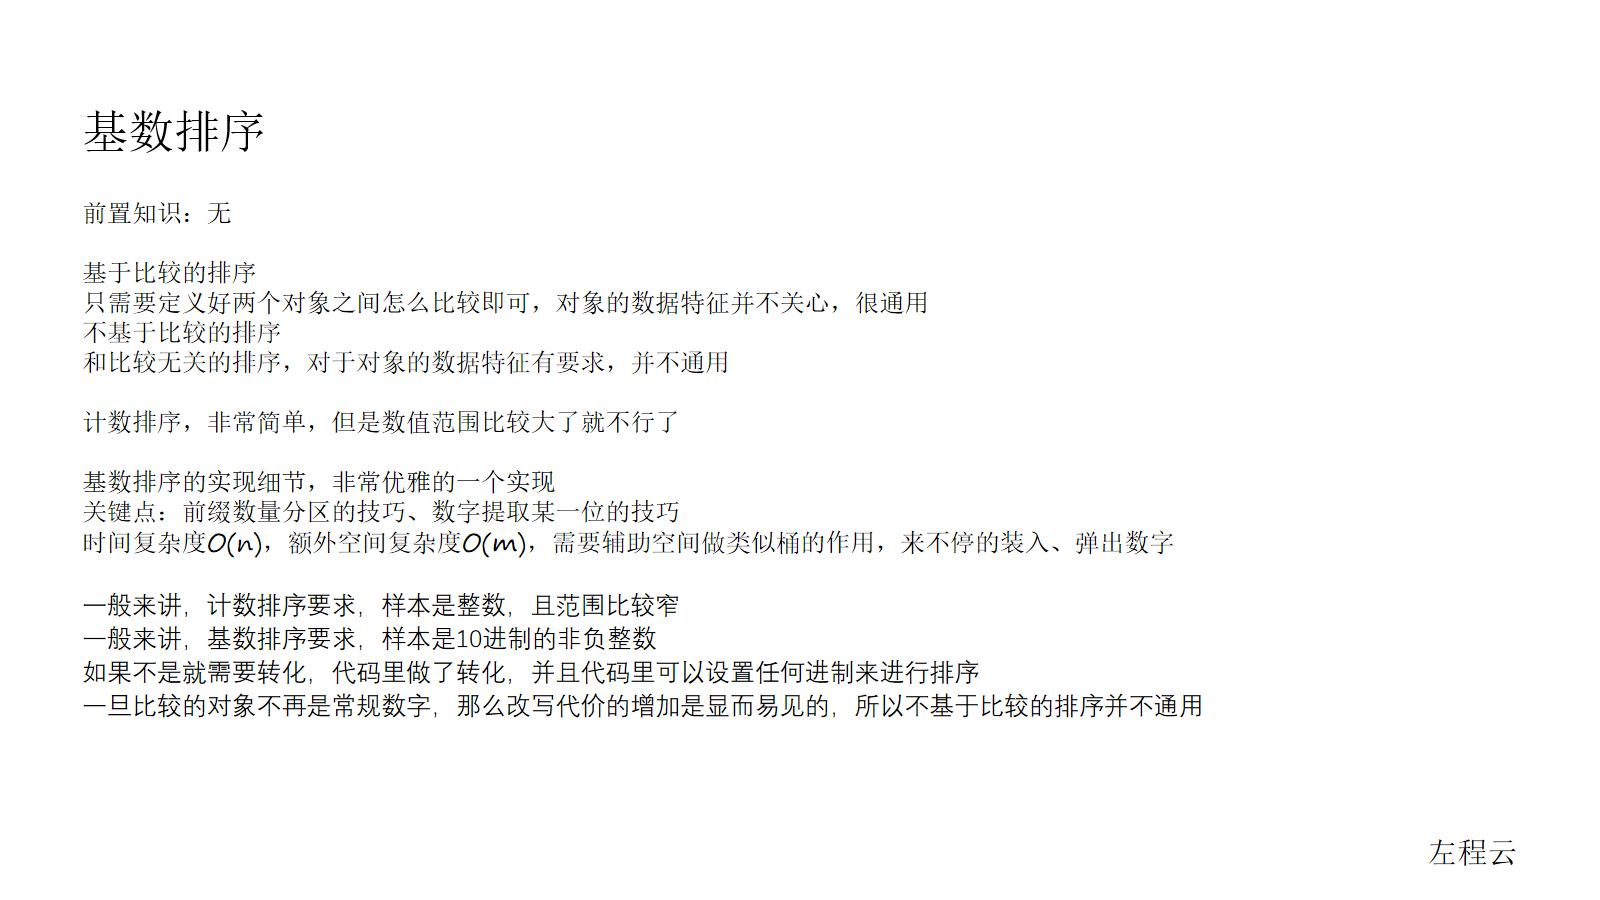 基数排序
前置知识：无
基于比较的排序
只需要定义好两个对象之间怎么比较即可，对象的数据特征并不关心，很通用
不基于比较的排序
和比较无关的排序，对于对象的数据特征有要求，并不通用
计数排序，非常简单，但是数值范围比较大了就不行了
基数排序的实现细节，非常优雅的一个实现
关键点：前缀数量分区的技巧、数字提取某一位的技巧
时间复杂度O(n)，额外空间复杂度O(m)，需要辅助空间做类似桶的作用，来不停的装入、弹出数字
一般来讲，计数排序要求，样本是整数，且范围比较窄
一般来讲，基数排序要求，样本是10进制的非负整数
如果不是就需要转化，代码里做了转化，并且代码里可以设置任何进制来进行排序
一旦比较的对象不再是常规数字，那么改写代价的增加是显而易见的，所以不基于比较的排序并不通用
左程云